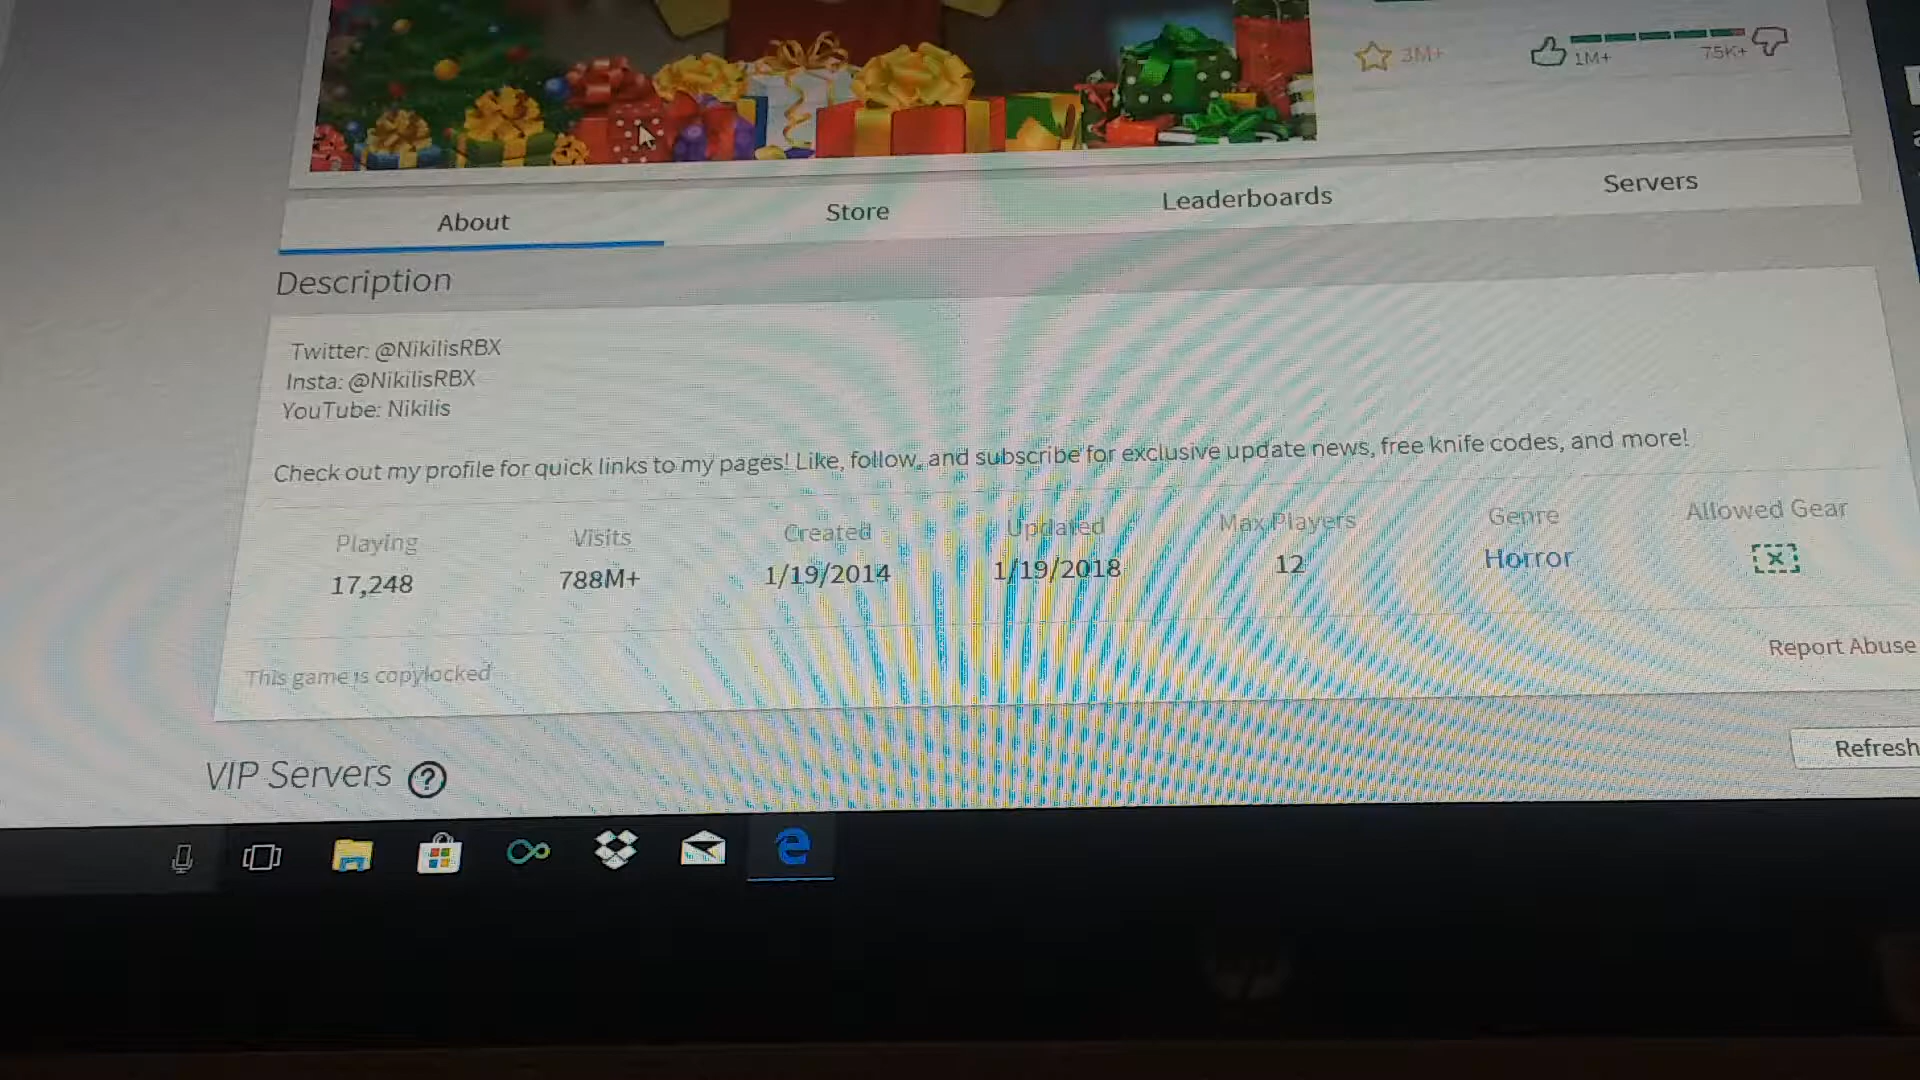 3M+ 1M+ 75K+
About Store Leaderboards Servers
Description
Twitter: @NikilisRBX
Insta: @NikilisRBX
YouTube: Nikilis
Check out my profile for quick links to my pages! Like, follow, and subscribe for exclusive update news, free knife codes, and more!
Playing Visits Created Updated Max Players Genre Allowed Gear
17,248 788M+ 1/19/2014 1/19/2018 12 Horror
This game is copylocked Report Abuse
VIP Servers ? Refresh